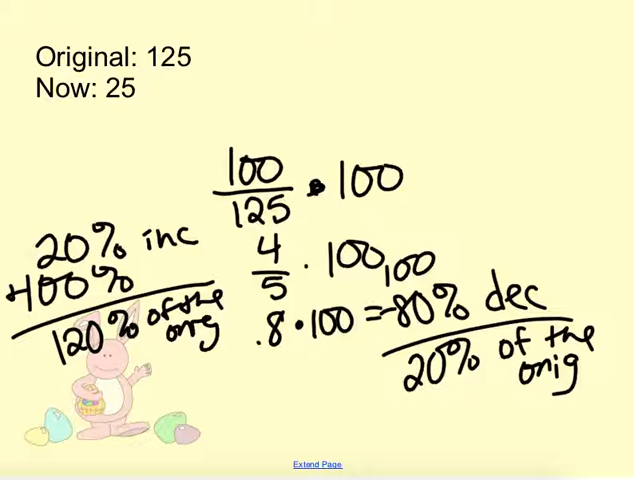 Original: 125
Now: 25
100
125
• 100
4
5
· 100
,100
.8 • 100 = -80% dec
20% of the
orig
20% inc
+100%
120% of the
orig
Extend Page